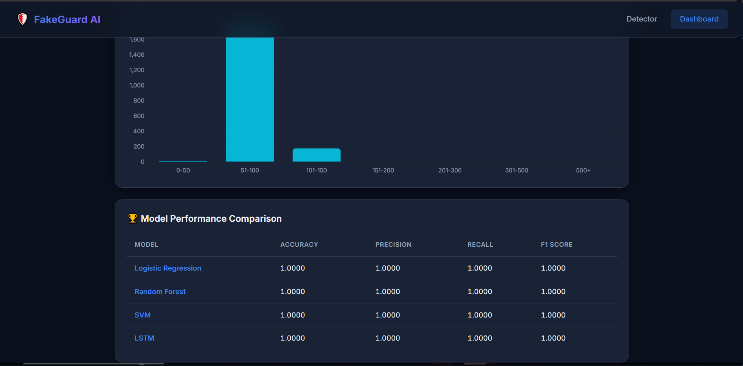 FakeGuard AI
Detector
Dashboard
1,600
1,400
1,200
1,000
800
600
400
200
0
0-50 51-100 101-150 151-200 201-300 301-500 500+
Model Performance Comparison
MODEL ACCURACY PRECISION RECALL F1 SCORE
Logistic Regression 1.0000 1.0000 1.0000 1.0000
Random Forest 1.0000 1.0000 1.0000 1.0000
SVM 1.0000 1.0000 1.0000 1.0000
LSTM 1.0000 1.0000 1.0000 1.0000